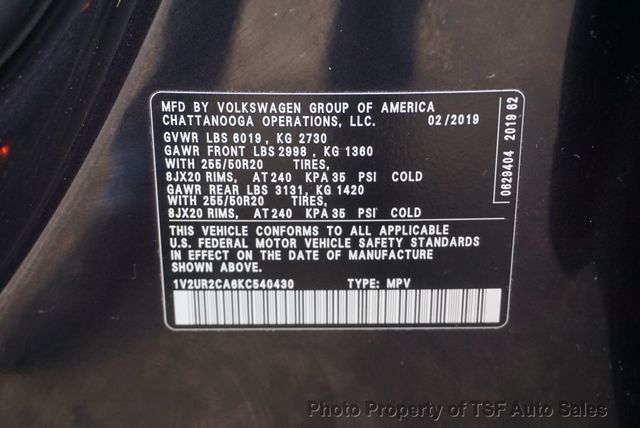 MFD BY VOLKSWAGEN GROUP OF AMERICA
CHATTANOOGA OPERATIONS, LLC. 02/2019
GVWR LBS 6019 , KG 2730
GAWR FRONT LBS 2998 , KG 1360
WITH 255/50R20 TIRES,
8JX20 RIMS, AT 240 KPA 35 PSI COLD
GAWR REAR LBS 3131, KG 1420
WITH 255/50R20 TIRES,
8JX20 RIMS, AT 240 KPA 35 PSI COLD
THIS VEHICLE CONFORMS TO ALL APPLICABLE
U.S. FEDERAL MOTOR VEHICLE SAFETY STANDARDS
IN EFFECT ON THE DATE OF MANUFACTURE
SHOWN ABOVE.
1V2UR2CA6KC540430 TYPE: MPV
0629404 2019 62
Photo Property of TSF Auto Sales